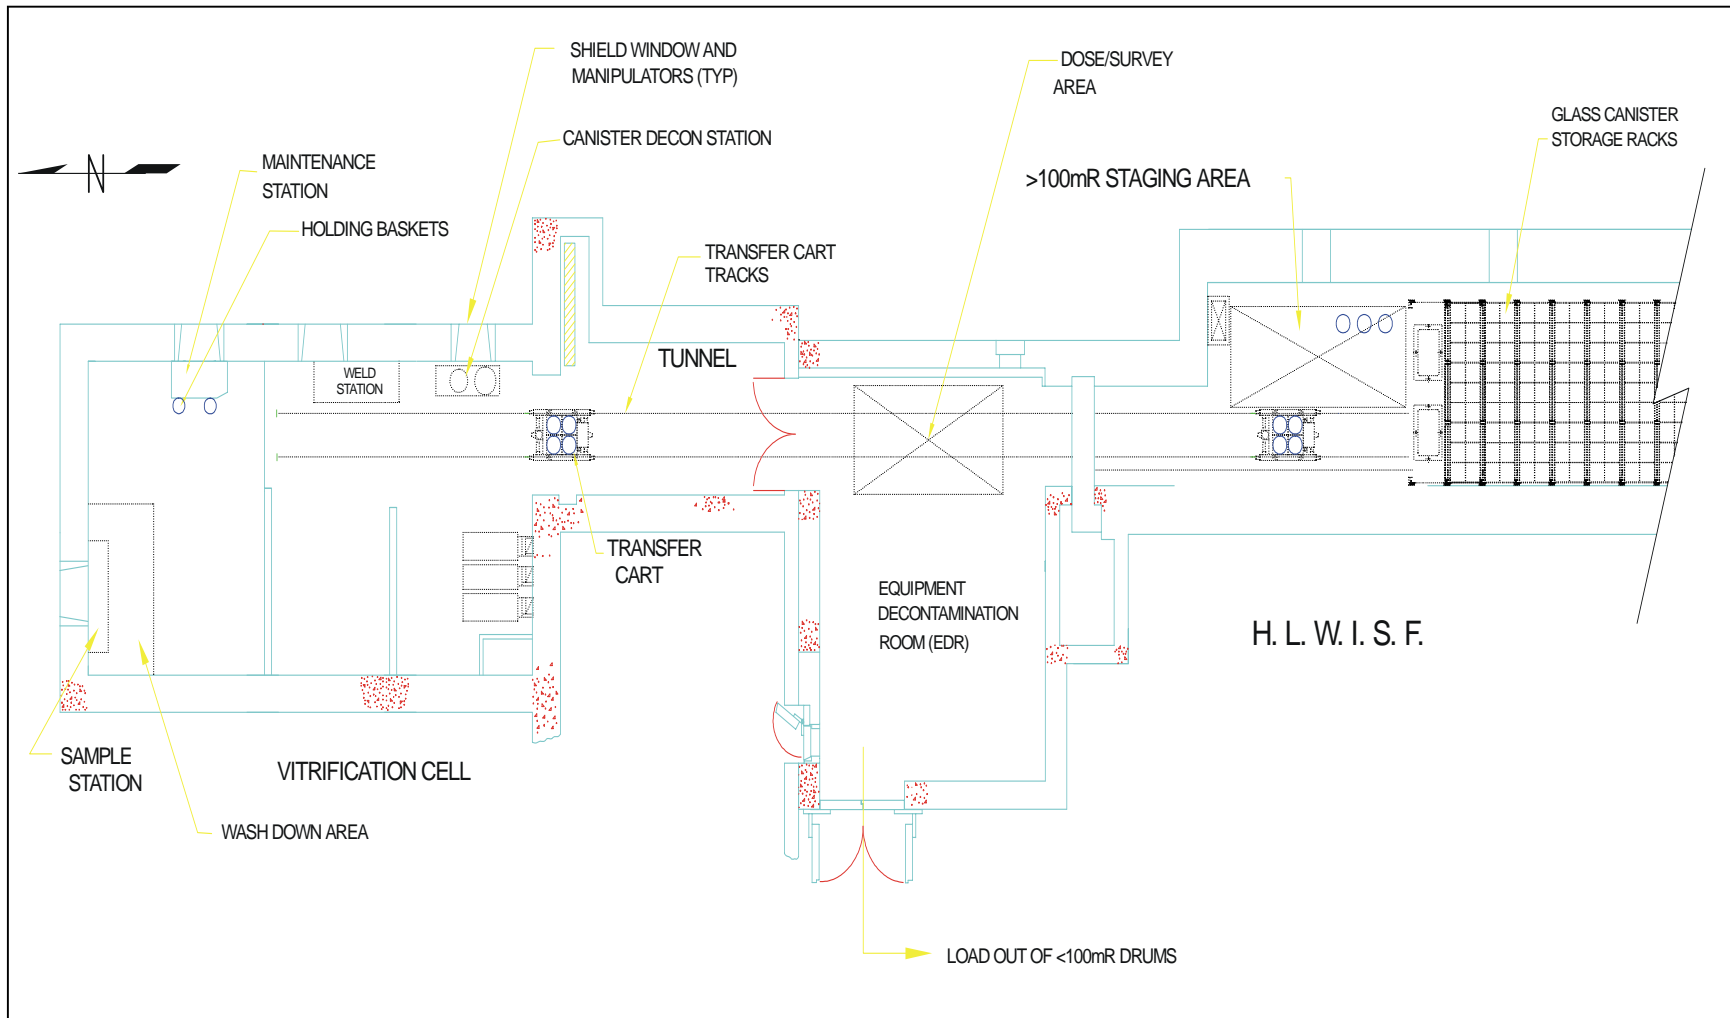 SHIELD WINDOW AND
MANIPULATORS (TYP)
DOSE/SURVEY
AREA
GLASS CANISTER
STORAGE RACKS
CANISTER DECON STATION
N
MAINTENANCE
STATION
>100mR STAGING AREA
HOLDING BASKETS
TRANSFER CART
TRACKS
TUNNEL
WELD
STATION
TRANSFER
CART
EQUIPMENT
DECONTAMINATION
ROOM (EDR)
H. L. W. I. S. F.
SAMPLE
STATION
VITRIFICATION CELL
WASH DOWN AREA
LOAD OUT OF <100mR DRUMS